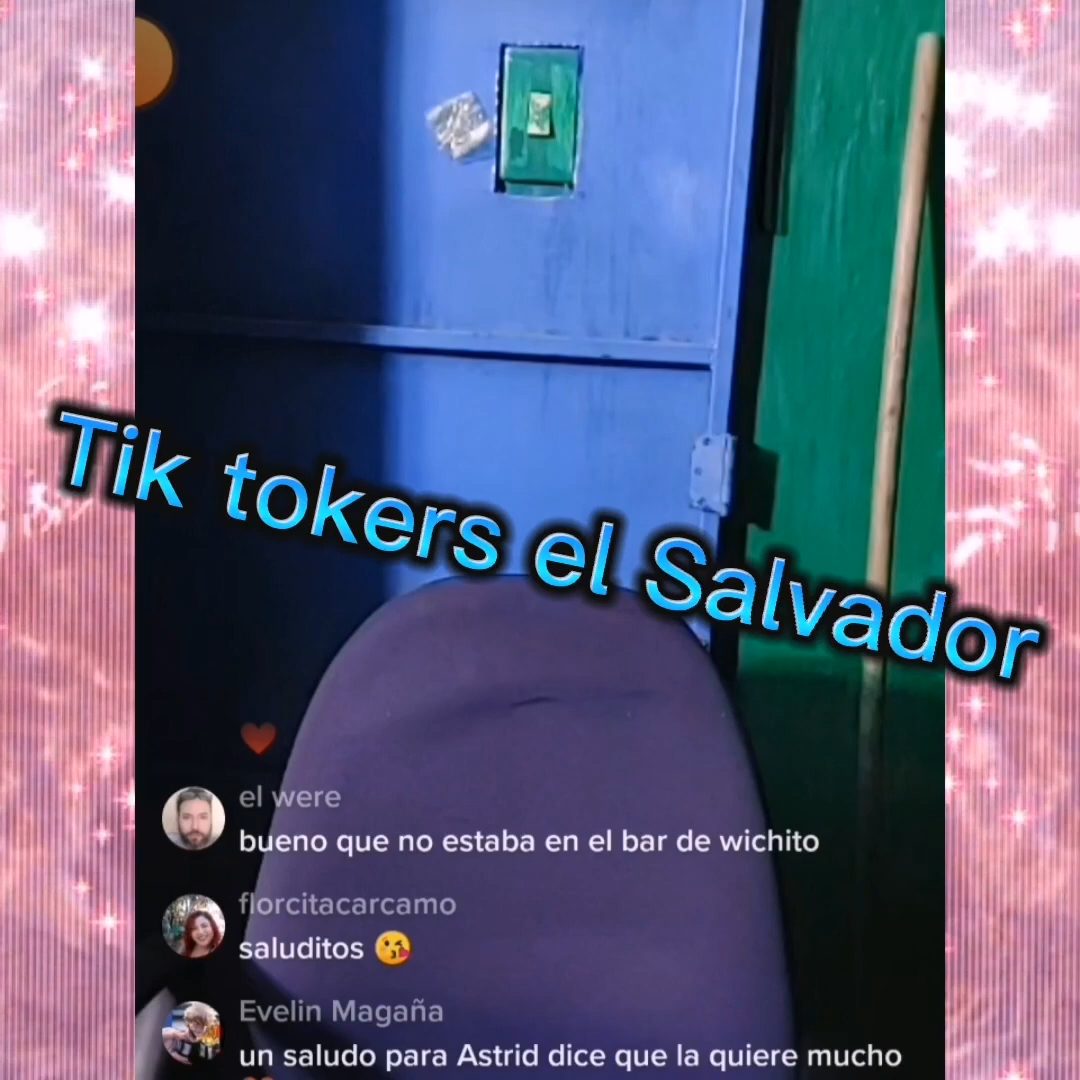 Tik tokers el Salvador
el were
bueno que no estaba en el bar de wichito
florcitacarcamo
saluditos 😘
Evelin Magaña
un saludo para Astrid dice que la quiere mucho